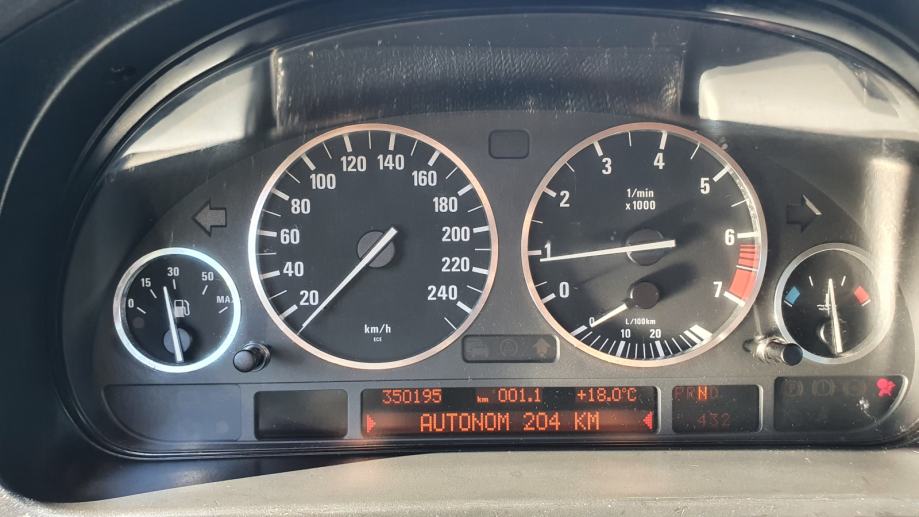 0 15 30 50 MAX
20 40 60 80 100 120 140 160 180 200 220 240
km/h
ECE
0 1 2 3 4 5 6 7
1/min
x 1000
0 10 20
L/100km
350195 km 001.1 +18.0°C
AUTONOM 204 KM
PRND
432